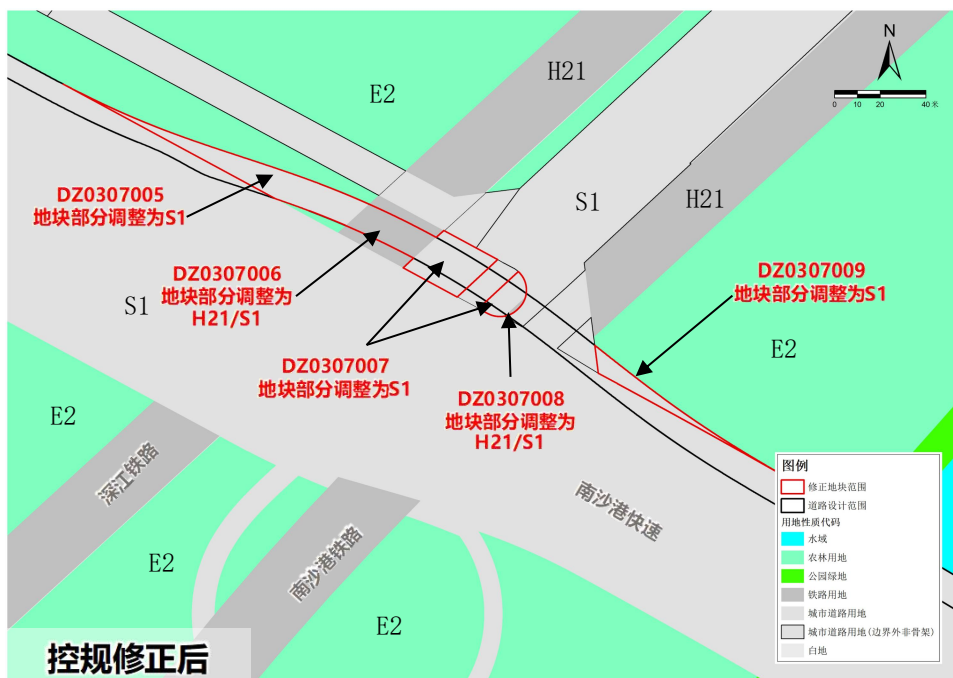 H21
E2
N
0 10 20 40 米
DZ0307005
地块部分调整为S1
S1
H21
DZ0307006
地块部分调整为
H21/S1
DZ0307009
地块部分调整为S1
S1
DZ0307007
地块部分调整为S1
E2
DZ0307008
地块部分调整为
H21/S1
E2
深江铁路
南沙港快速
南沙港铁路
E2
E2
图例
修正地块范围
道路设计范围
用地性质代码
水域
农林用地
公园绿地
铁路用地
城市道路用地
城市道路用地(边界外非骨架)
白地
控规修正后